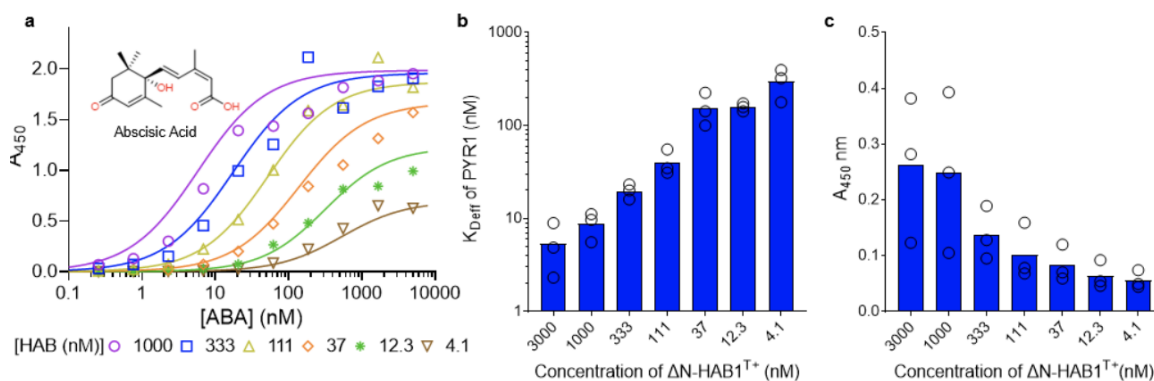 a
A450
2.0
1.5
1.0
0.5
0.0
OH
O
O
OH
Abscisic Acid
0.1 1 10 100 1000 10000
[ABA] (nM)
[HAB (nM)] 1000 333 111 37 12.3 4.1
b
KDeff of PYR1 (nM)
1000
100
10
1
3000 1000 333 111 37 12.3 4.1
Concentration of ΔN-HAB1T+ (nM)
c
A450 nm
0.5
0.4
0.3
0.2
0.1
0.0
3000 1000 333 111 37 12.3 4.1
Concentration of ΔN-HAB1T+(nM)